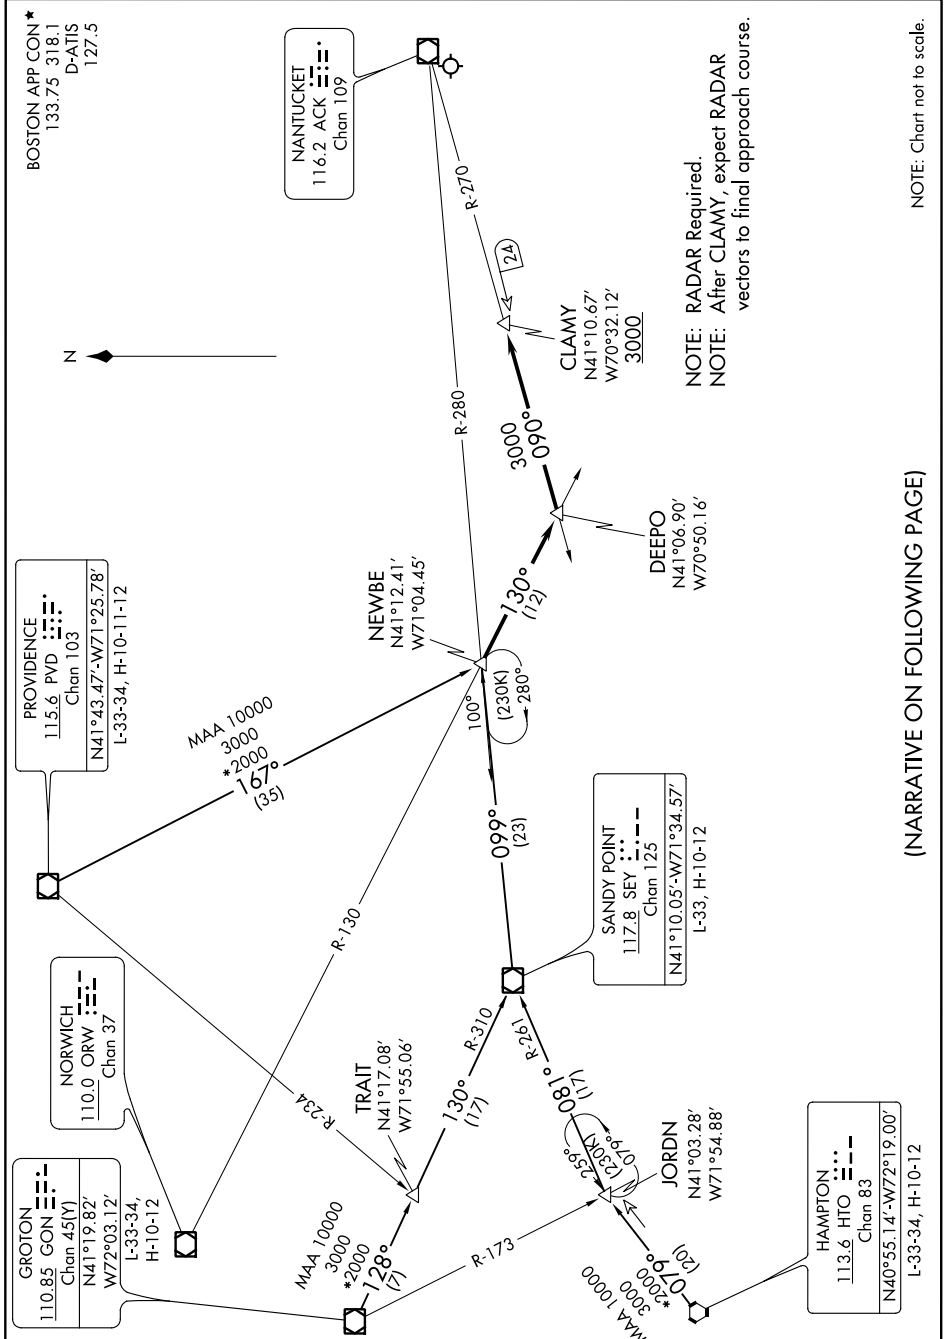 BOSTON APP CON★
133.75 318.1
D-ATIS
127.5
N
NANTUCKET
116.2 ACK
Chan 109
PROVIDENCE
115.6 PVD
Chan 103
N41°43.47′-W71°25.78′
L-33-34, H-10-11-12
NORWICH
110.0 ORW
Chan 37
GROTON
110.85 GON
Chan 45(Y)
N41°19.82′
W72°03.12′
L-33-34,
H-10-12
MAA 10000
3000
*2000
167°
(35)
R-234
R-130
R-280
R-270
24
NEWBE
N41°12.41′
W71°04.45′
TRAIT
N41°17.08′
W71°55.06′
MAA 10000
3000
*2000
128°
(7)
130°
(17)
R-310
R-173
R-261
081°
(17)
099°
(23)
100°
(230K)
280°
130°
(12)
3000
090°
CLAMY
N41°10.67′
W70°32.12′
3000
DEEPO
N41°06.90′
W70°50.16′
SANDY POINT
117.8 SEY
Chan 125
N41°10.05′-W71°34.57′
L-33, H-10-12
259°
(230K)
079°
JORDN
N41°03.28′
W71°54.88′
MAA 10000
3000
*2000
079°
(20)
HAMPTON
113.6 HTO
Chan 83
N40°55.14′-W72°19.00′
L-33-34, H-10-12
NOTE: RADAR Required.
NOTE: After CLAMY, expect RADAR
vectors to final approach course.
NOTE: Chart not to scale.
(NARRATIVE ON FOLLOWING PAGE)